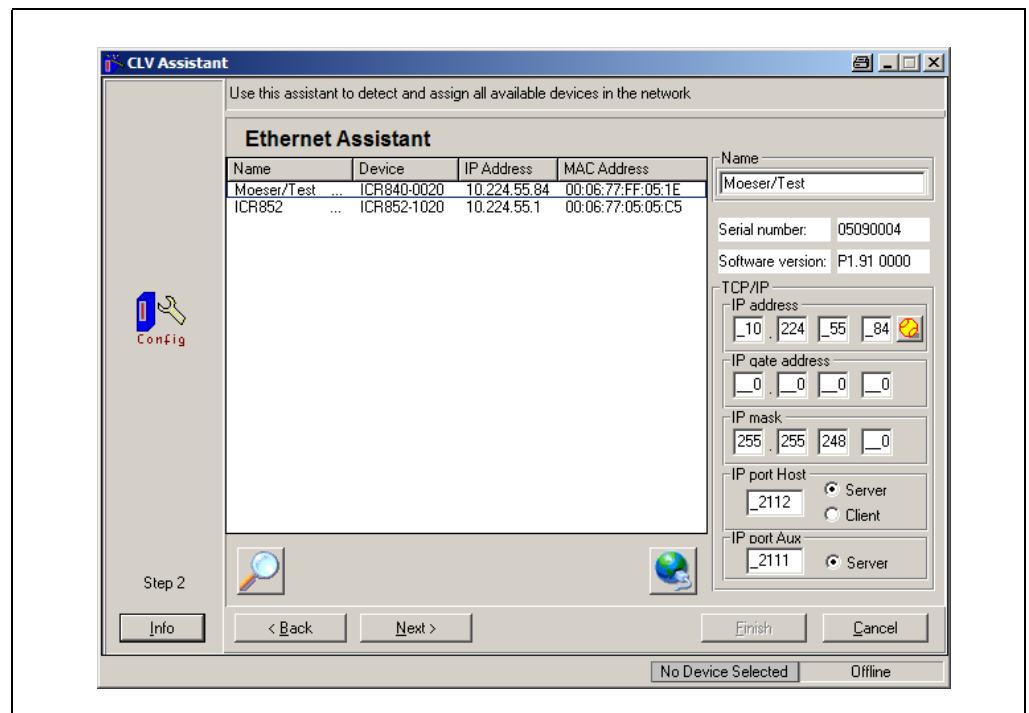 CLV Assistant
Use this assistant to detect and assign all available devices in the network
Ethernet Assistant
Name Device IP Address MAC Address
Moeser/Test ... ICR840-0020 10.224.55.84 00:06:77:FF:05:1E
ICR852 ... ICR852-1020 10.224.55.1 00:06:77:05:05:C5
Name
Moeser/Test
Serial number: 05090004
Software version: P1.91 0000
TCP/IP
IP address
_10 . 224 _55 _84
IP gate address
__0 . __0 __0 __0
IP mask
255 . 255 248 __0
IP port Host
_2112 Server
Client
IP port Aux
_2111 Server
Config
Step 2
Info < Back Next > Finish Cancel
No Device Selected Offline